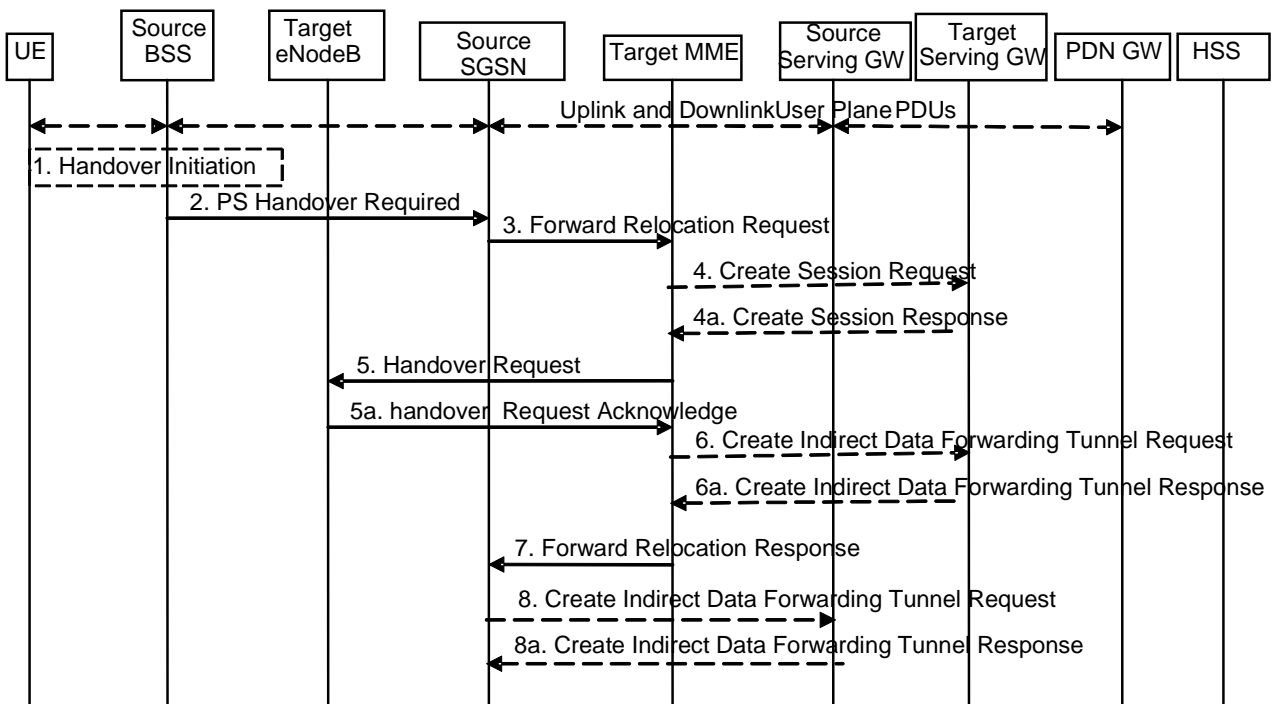 UE
Source
BSS
Target
eNodeB
Source
SGSN
Target MME
Source
Serving GW
Target
Serving GW
PDN GW
HSS
Uplink and DownlinkUser Plane PDUs
1. Handover Initiation
2. PS Handover Required
3. Forward Relocation Request
4. Create Session Request
4a. Create Session Response
5. Handover Request
5a. handover Request Acknowledge
6. Create Indirect Data Forwarding Tunnel Request
6a. Create Indirect Data Forwarding Tunnel Response
7. Forward Relocation Response
8. Create Indirect Data Forwarding Tunnel Request
8a. Create Indirect Data Forwarding Tunnel Response